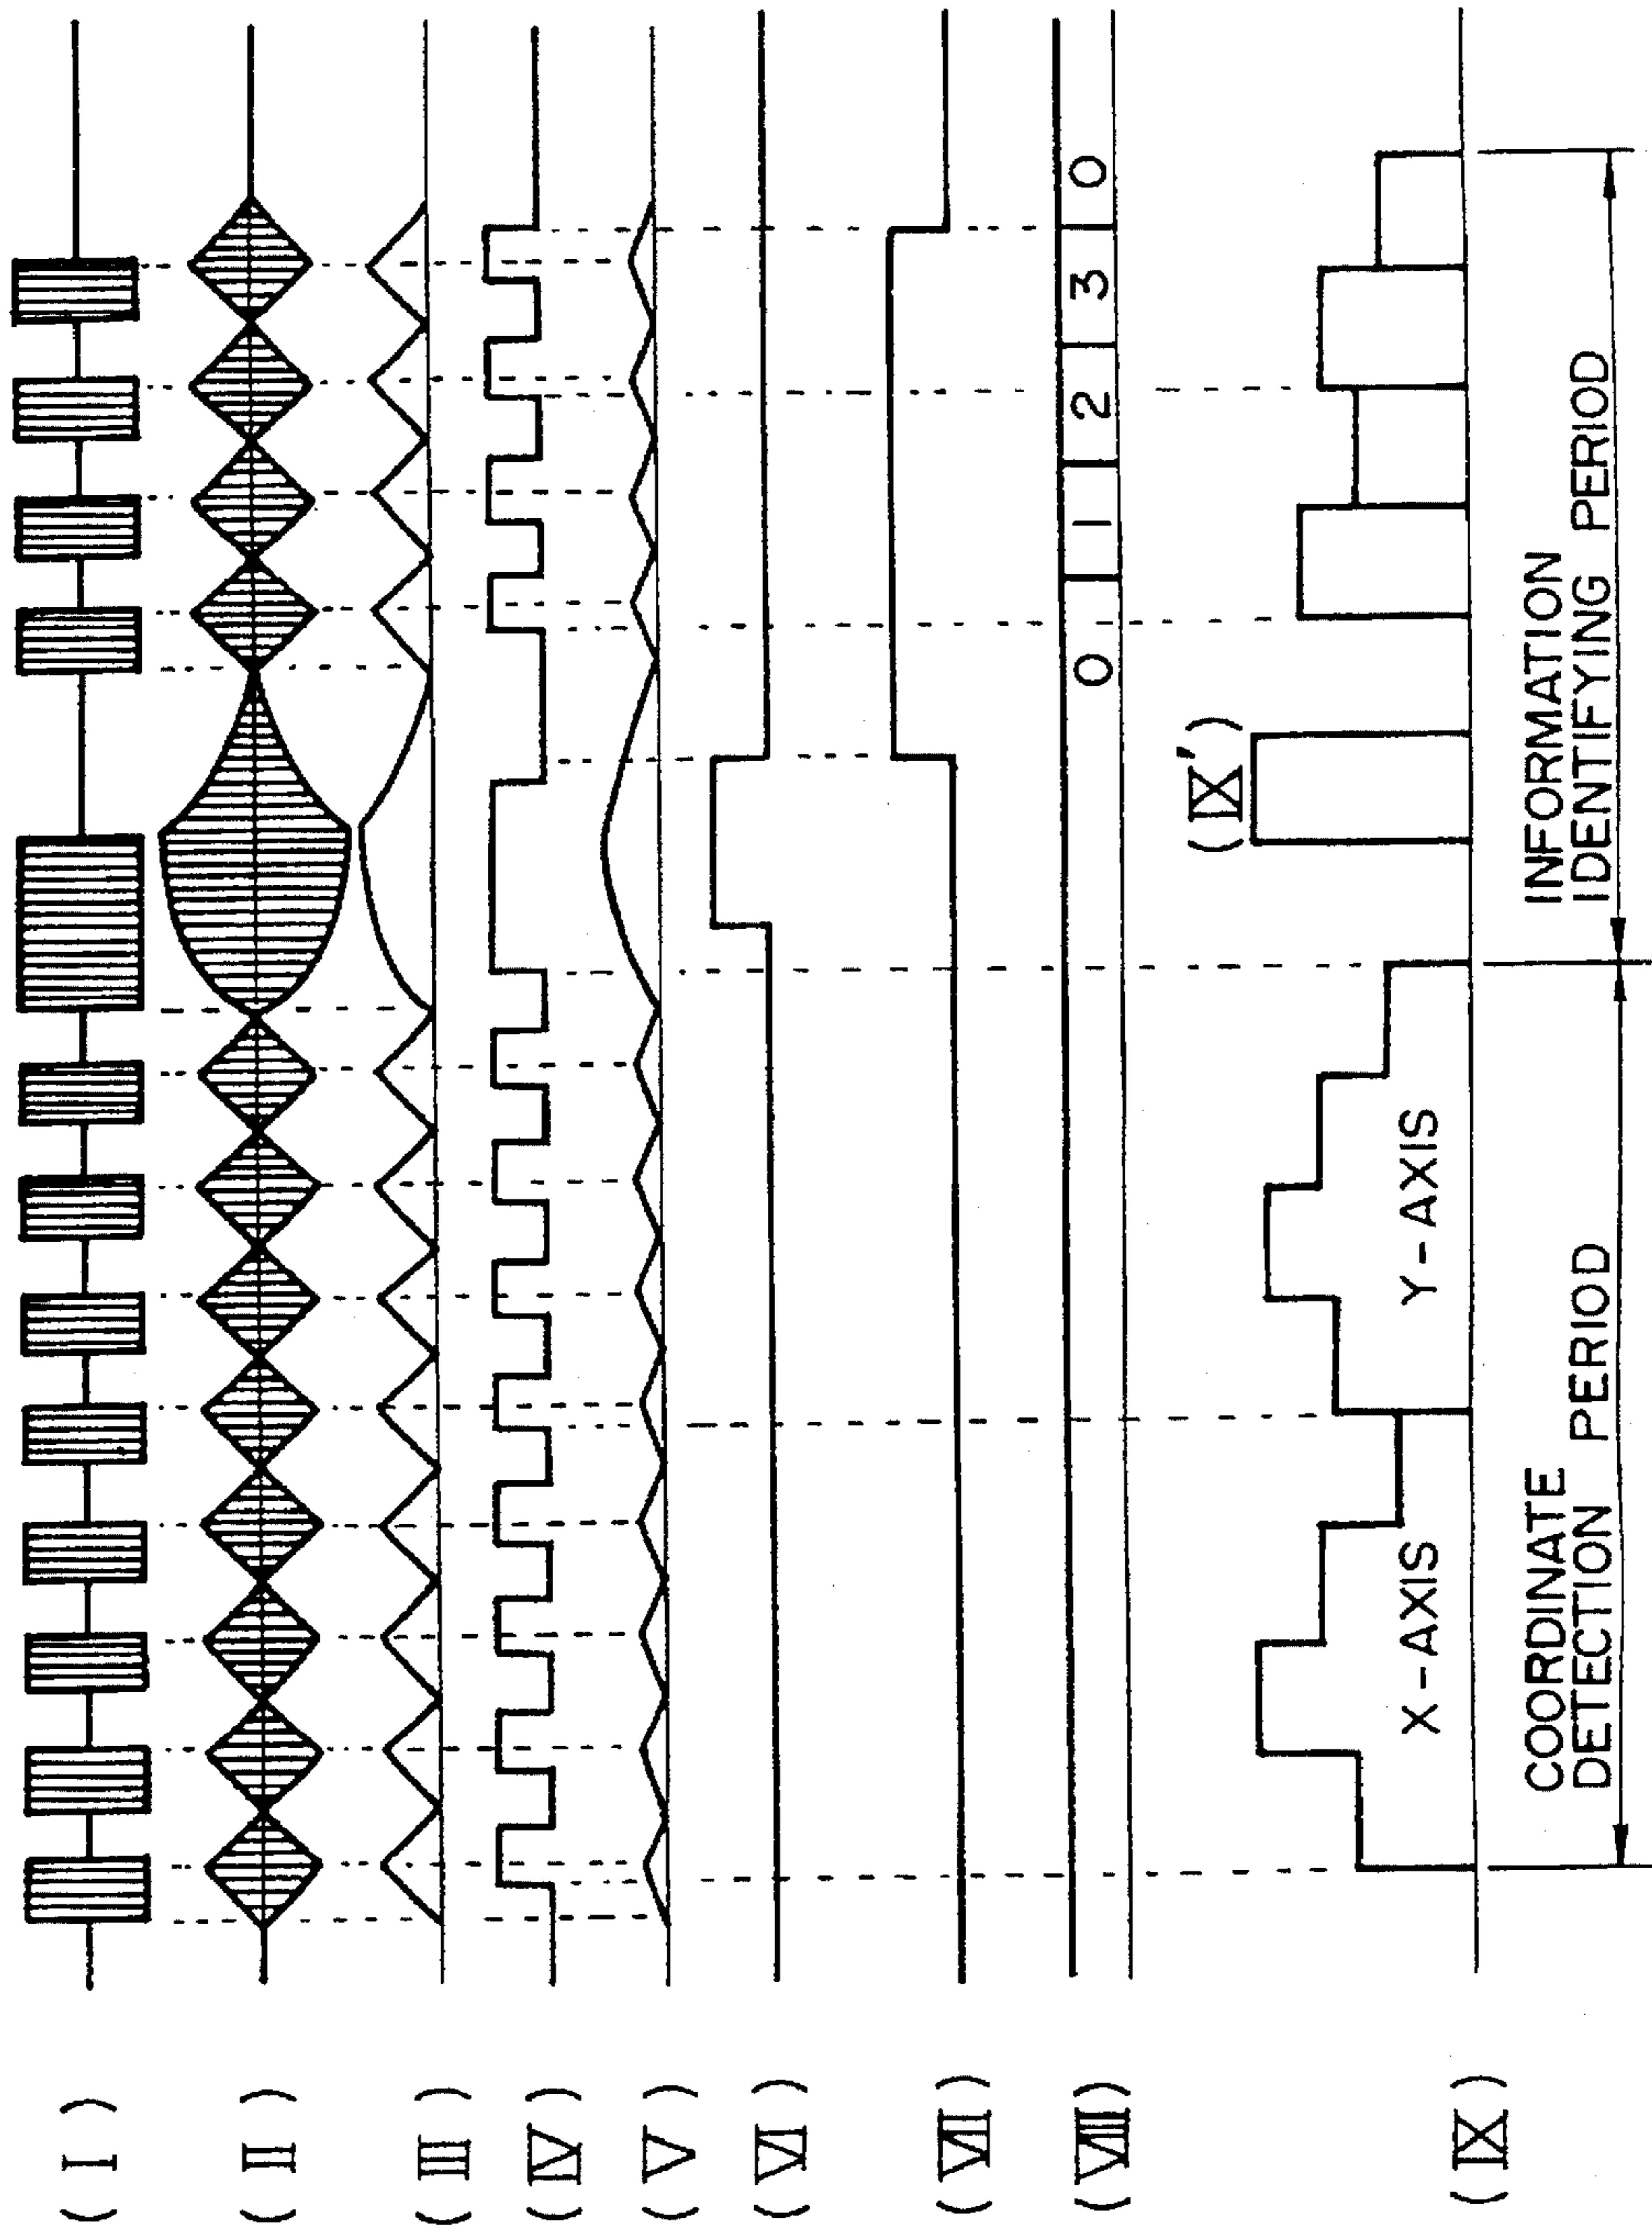 ( I )
( II )
( III )
( IV )
( V )
( VI )
( VII )
( VIII )
0 1 2 3 0
( IX )
X-AXIS
Y-AXIS
( IX' )
COORDINATE
DETECTION PERIOD
INFORMATION
IDENTIFYING PERIOD